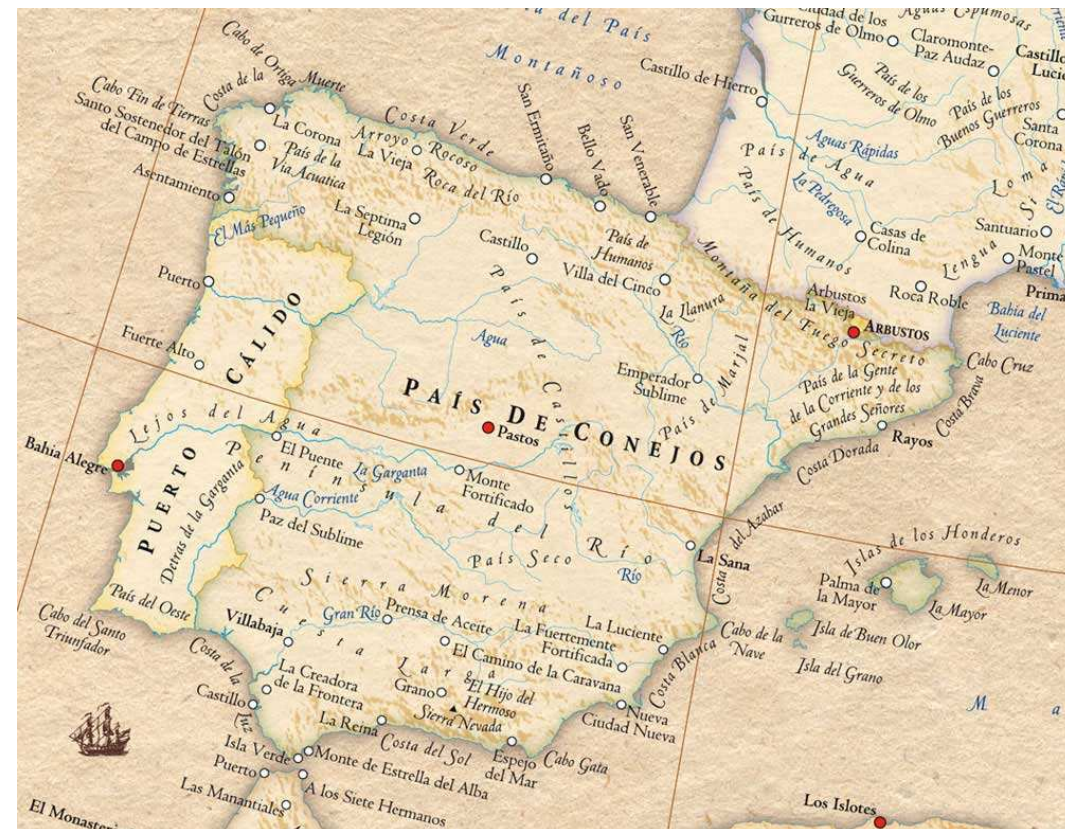 del País
Montañoso
Ciudad de los
Gurreros de Olmo
Aguas Espumosas
Claromonte-
Paz Audaz
Castillo de Hierro
País de los
Guerreros de Olmo
País de los
Buenos Guerreros
Santa
Corona
Cabo de Ortiga
Costa de la Muerte
Cabo Fin de Tierras
Santo Sostenedor del Talón
del Campo de Estrellas
La Corona
País de la
Vía Acuatica
Asentamiento
El Más Pequeño
Costa Verde
Arroyo Rocoso
La Vieja
Roca del Río
La Septima
Legión
San Ermitaño
Bello Vado
San Venerable
Aguas Rápidas
País de Agua
La Pedregosa
País de Humanos
Casas de
Colina
Santuario
Monte
Pastel
Roca Roble
Lengua
Bahía del
Luciente
Castillo
País de
Humanos
Villa del Cinco
La Llanura
Río
Montaña del Fuego Secreto
Arbustos
la Vieja
ARBUSTOS
Cabo Cruz
Puerto
CÁLIDO
Fuerte Alto
Agua
País de Castillos
Emperador
Sublime
País de Marjal
País de la Gente
de la Corriente y de los
Grandes Señores
Costa Brava
Rayos
Costa Dorada
PAÍS DE CONEJOS
Pastos
Lejos del Agua
Bahía Alegre
PUERTO
Detras de la Garganta
El Puente
La Garganta
Monte
Fortificado
Península del Río
Agua Corriente
Paz del Sublime
País Seco
Río
La Sana
Costa del Azahar
Islas de los Honderos
La Menor
Palma de
la Mayor
La Mayor
Isla de Buen Olor
Isla del Grano
País del Oeste
Cabo del Santo
Triunfador
Sierra Morena
Cuesta Larga
Gran Río
Villabaja
Prensa de Aceite
La Fuertemente
Fortificada
La Luciente
Cabo de la
Nave
Costa Blanca
Costa de la Luz
La Creadora
de la Frontera
El Camino de la Caravana
Grano
El Hijo del
Hermoso
Sierra Nevada
Castillo
La Reina
Nueva
Ciudad Nueva
Isla Verde
Monte de Estrella del Alba
Costa del Sol
Espejo
del Mar
Cabo Gata
Puerto
A los Siete Hermanos
Las Manantiales
Los Islotes